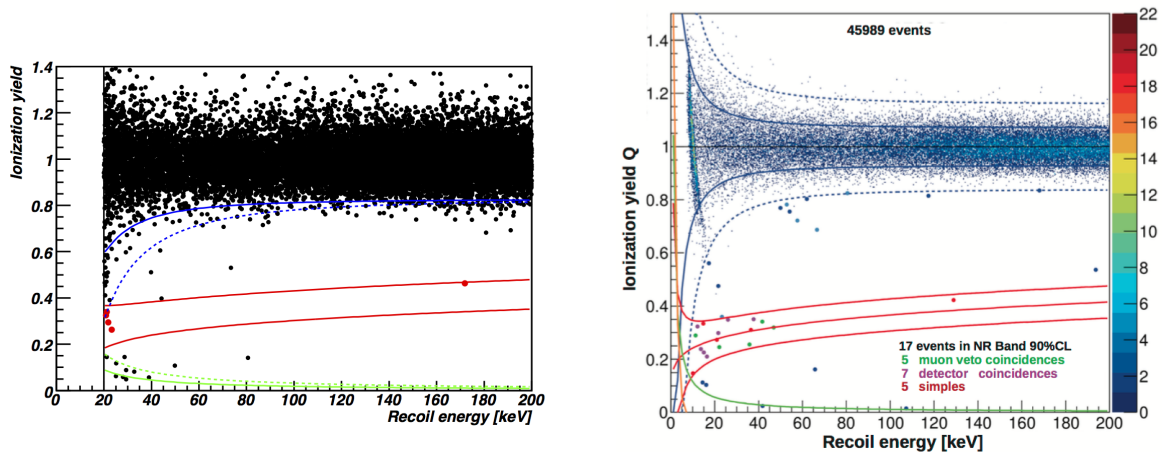 Ionization yield
1.4
1.2
1
0.8
0.6
0.4
0.2
0
0 20 40 60 80 100 120 140 160 180 200
Recoil energy [keV]
Ionization yield Q
1.4
1.2
1
0.8
0.6
0.4
0.2
0
45989 events
17 events in NR Band 90%CL
5 muon veto coincidences
7 detector coincidences
5 simples
0 20 40 60 80 100 120 140 160 180 200
Recoil energy [keV]
22
20
18
16
14
12
10
8
6
4
2
0